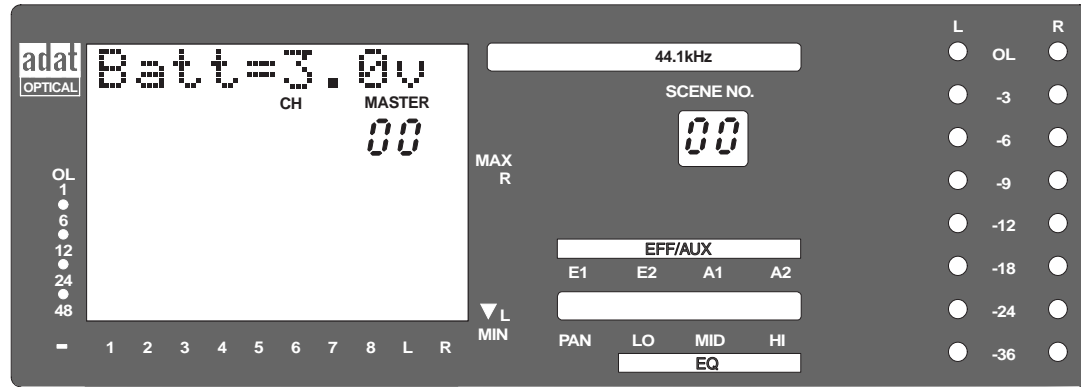 adat
OPTICAL
Batt=3.0v
CH MASTER
00
OL
1
6
12
24
48
-
1 2 3 4 5 6 7 8 L R
MAX
R
L
MIN
44.1kHz
SCENE NO.
00
EFF/AUX
E1 E2 A1 A2
PAN LO MID HI
EQ
L R
OL
-3
-6
-9
-12
-18
-24
-36